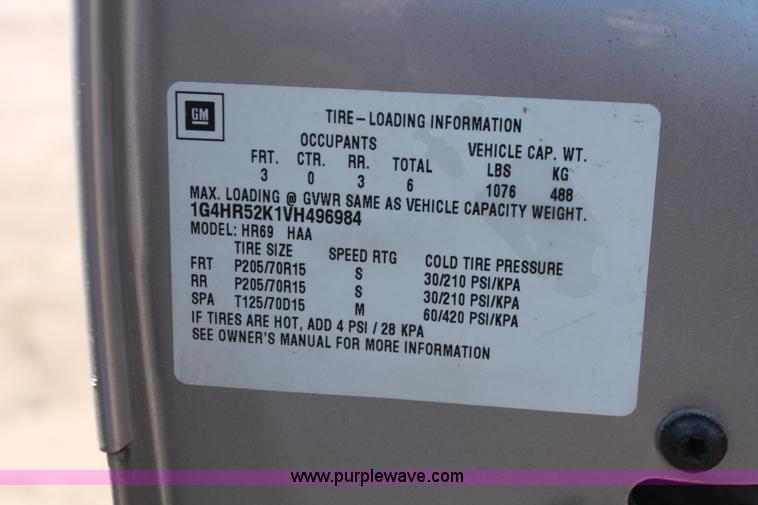 GM
TIRE-LOADING INFORMATION
OCCUPANTS VEHICLE CAP. WT.
FRT. CTR. RR. TOTAL LBS KG
3 0 3 6 1076 488
MAX. LOADING @ GVWR SAME AS VEHICLE CAPACITY WEIGHT.
1G4HR52K1VH496984
MODEL: HR69 HAA
TIRE SIZE SPEED RTG COLD TIRE PRESSURE
FRT P205/70R15 S 30/210 PSI/KPA
RR P205/70R15 S 30/210 PSI/KPA
SPA T125/70D15 M 60/420 PSI/KPA
IF TIRES ARE HOT, ADD 4 PSI / 28 KPA
SEE OWNER'S MANUAL FOR MORE INFORMATION
www.purplewave.com